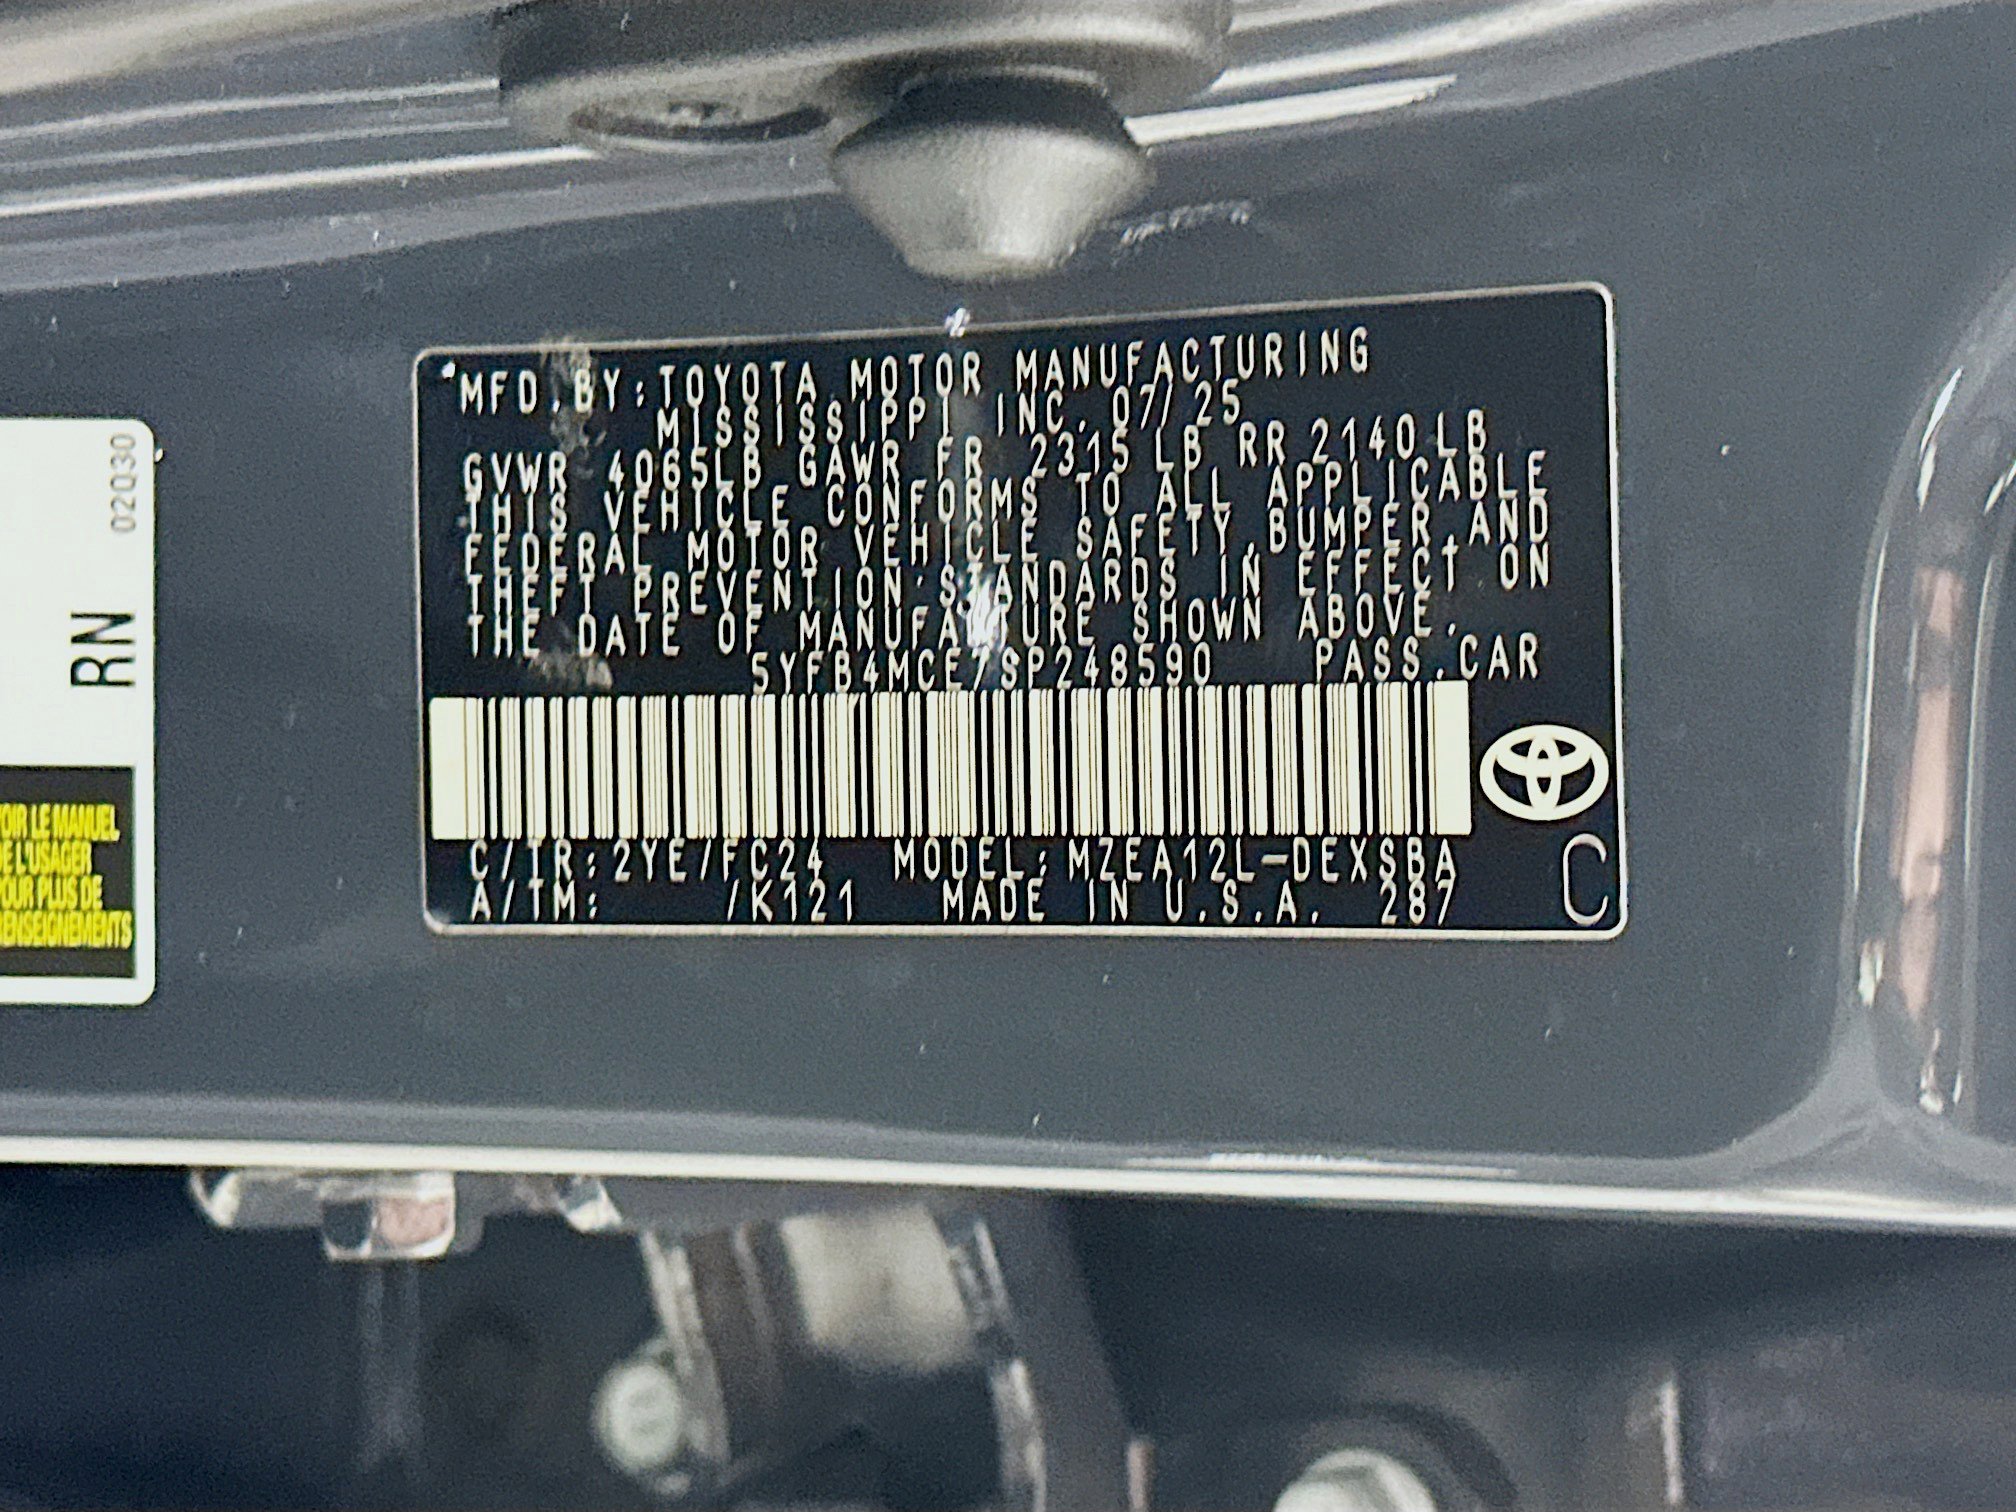 MFD.BY:TOYOTA MOTOR MANUFACTURING
MISSISSIPPI, INC. 07/25
GVWR 4065LB GAWR FR 2315 LB RR 2140 LB
THIS VEHICLE CONFORMS TO ALL APPLICABLE
FEDERAL MOTOR VEHICLE SAFETY,BUMPER,AND
THEFT PREVENTION STANDARDS IN EFFECT ON
THE DATE OF MANUFACTURE SHOWN ABOVE.
5YFB4MCE7SP248590 PASS.CAR
C/TR:2YE/FC24 MODEL:MZEA12L-DEXSBA
A/TM: /K121 MADE IN U.S.A. 287
C
RN
02Q30
VOIR LE MANUEL
DE L'USAGER
POUR PLUS DE
RENSEIGNEMENTS